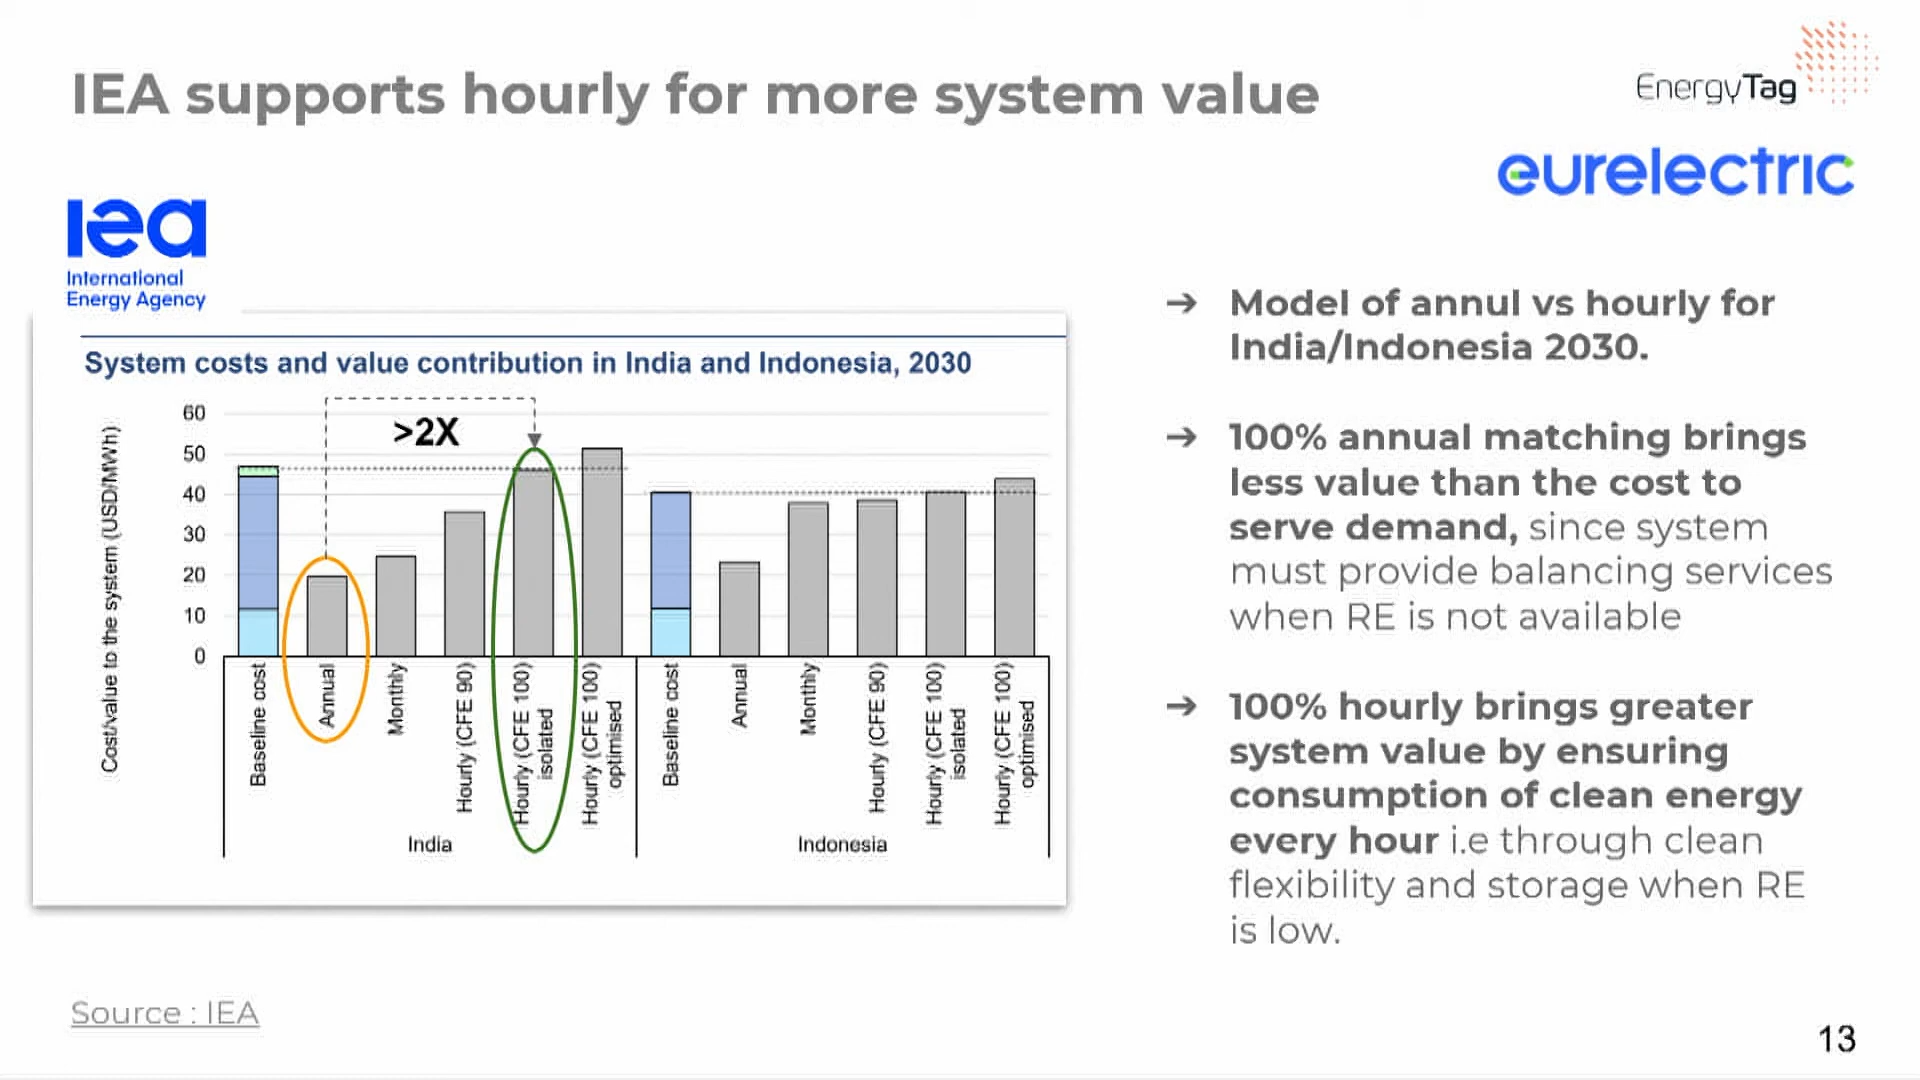 IEA supports hourly for more system value
EnergyTag
eurelectric
iea
International
Energy Agency
System costs and value contribution in India and Indonesia, 2030
Cost/value to the system (USD/MWh)
60
50
40
30
20
10
0
>2X
Baseline cost
Annual
Monthly
Hourly (CFE 90)
Hourly (CFE 100)
isolated
Hourly (CFE 100)
optimised
Baseline cost
Annual
Monthly
Hourly (CFE 90)
Hourly (CFE 100)
isolated
Hourly (CFE 100)
optimised
India
Indonesia
➔ Model of annul vs hourly for
India/Indonesia 2030.
➔ 100% annual matching brings
less value than the cost to
serve demand, since system
must provide balancing services
when RE is not available
➔ 100% hourly brings greater
system value by ensuring
consumption of clean energy
every hour i.e through clean
flexibility and storage when RE
is low.
Source : IEA
13